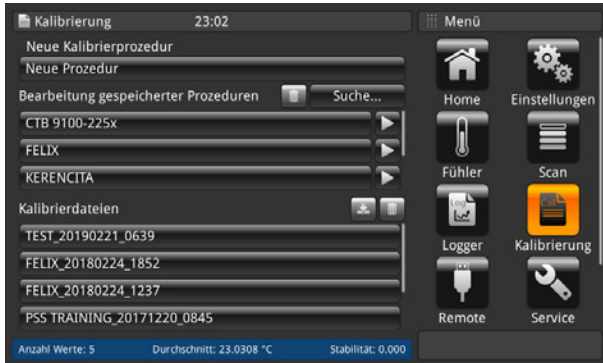 Kalibrierung 23:02
Neue Kalibrierprozedur
Neue Prozedur
Bearbeitung gespeicherter Prozeduren Suche...
CTB 9100-225x
FELIX
KERENCITA
Kalibrierdateien
TEST_20190221_0639
FELIX_20180224_1852
FELIX_20180224_1237
PSS TRAINING_20171220_0845
Anzahl Werte: 5 Durchschnitt: 23.0308 °C Stabilität: 0.000
Menü
Home Einstellungen
Fühler Scan
Log Cal
Logger Kalibrierung
Remote Service